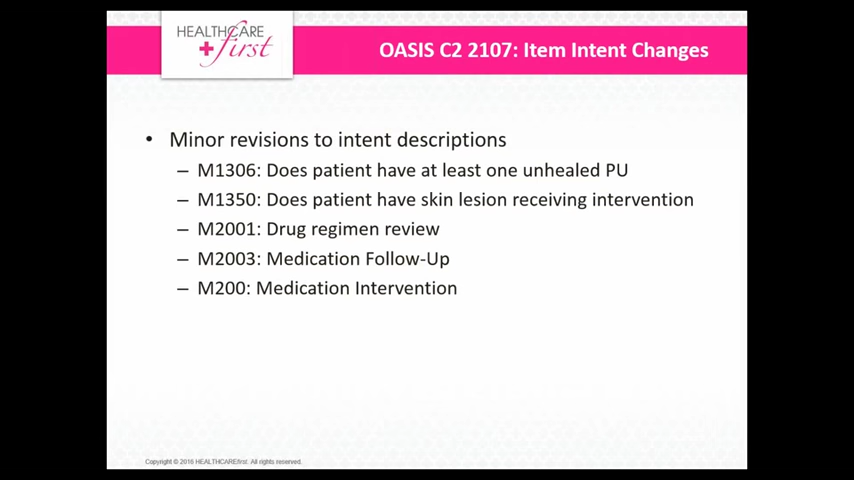 HEALTHCARE
first
OASIS C2 2107: Item Intent Changes
• Minor revisions to intent descriptions
– M1306: Does patient have at least one unhealed PU
– M1350: Does patient have skin lesion receiving intervention
– M2001: Drug regimen review
– M2003: Medication Follow-Up
– M200: Medication Intervention
Copyright © 2016 HEALTHCAREfirst. All rights reserved.